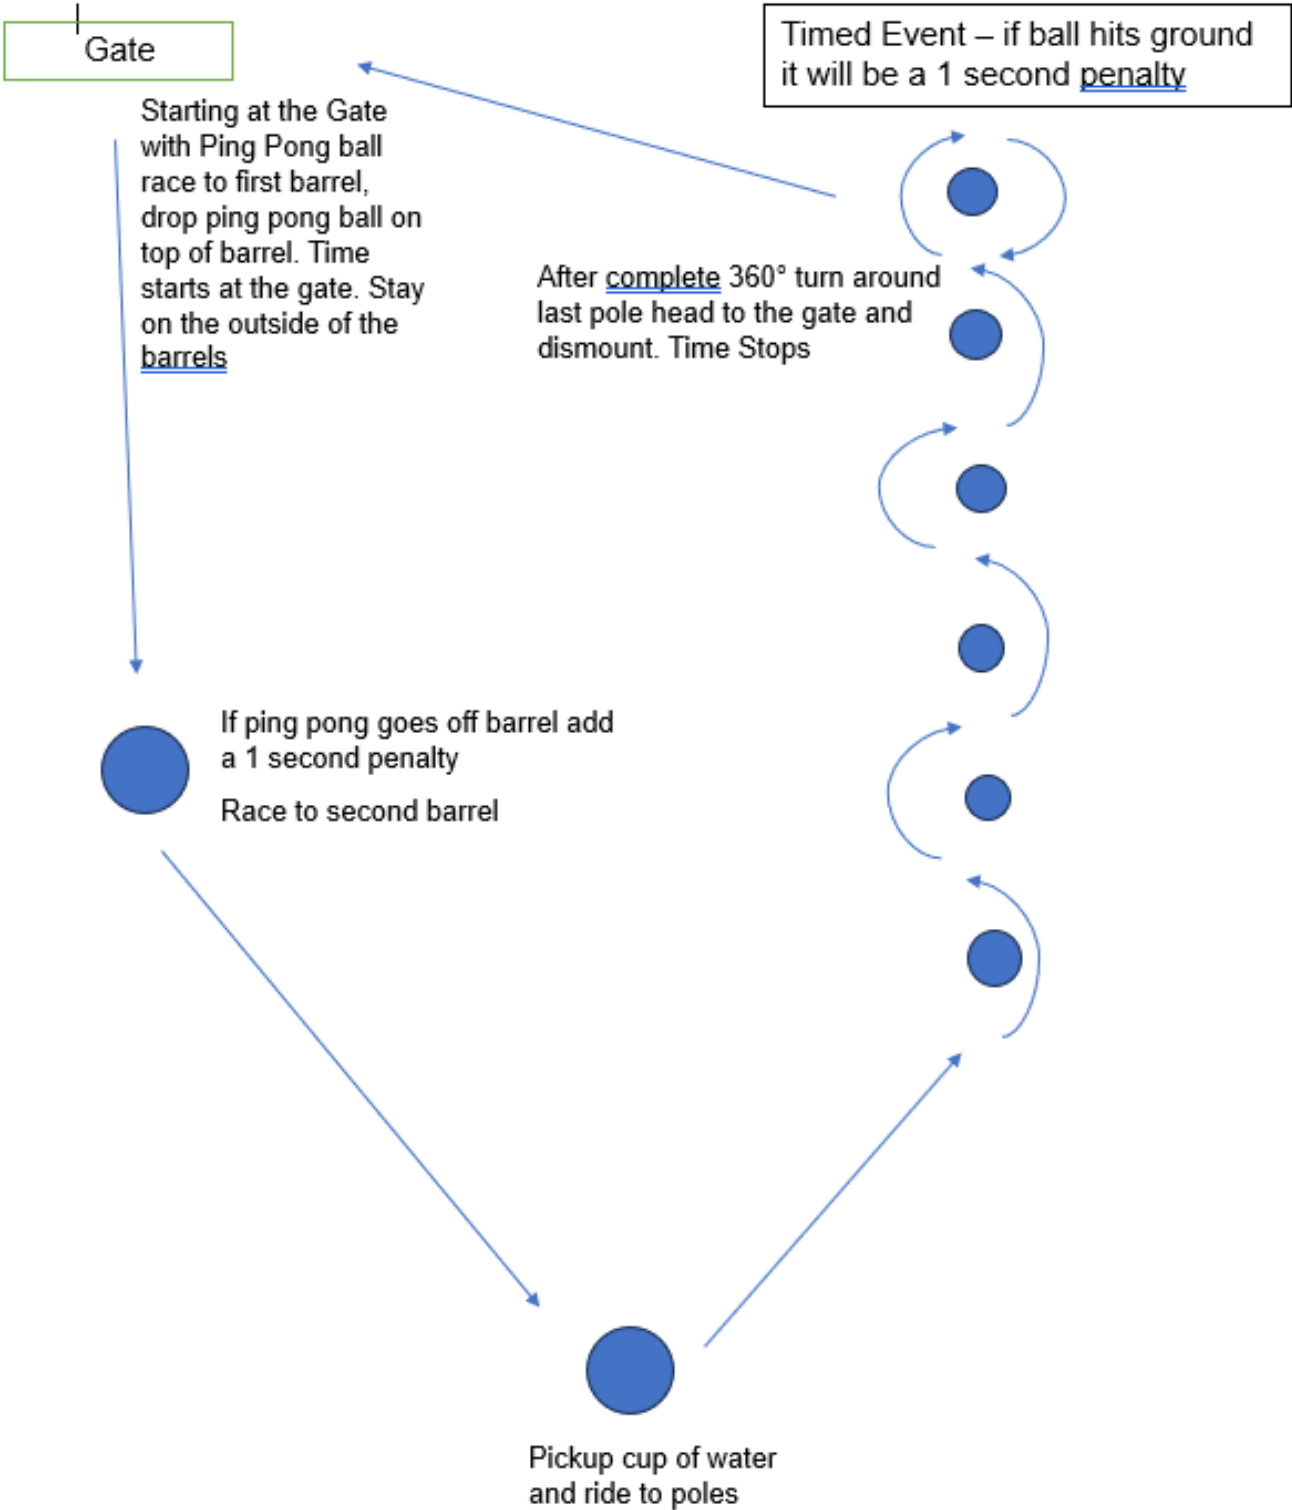 Gate
Timed Event – if ball hits ground
it will be a 1 second penalty
Starting at the Gate
with Ping Pong ball
race to first barrel,
drop ping pong ball on
top of barrel. Time
starts at the gate. Stay
on the outside of the
barrels
After complete 360° turn around
last pole head to the gate and
dismount. Time Stops
If ping pong goes off barrel add
a 1 second penalty
Race to second barrel
Pickup cup of water
and ride to poles